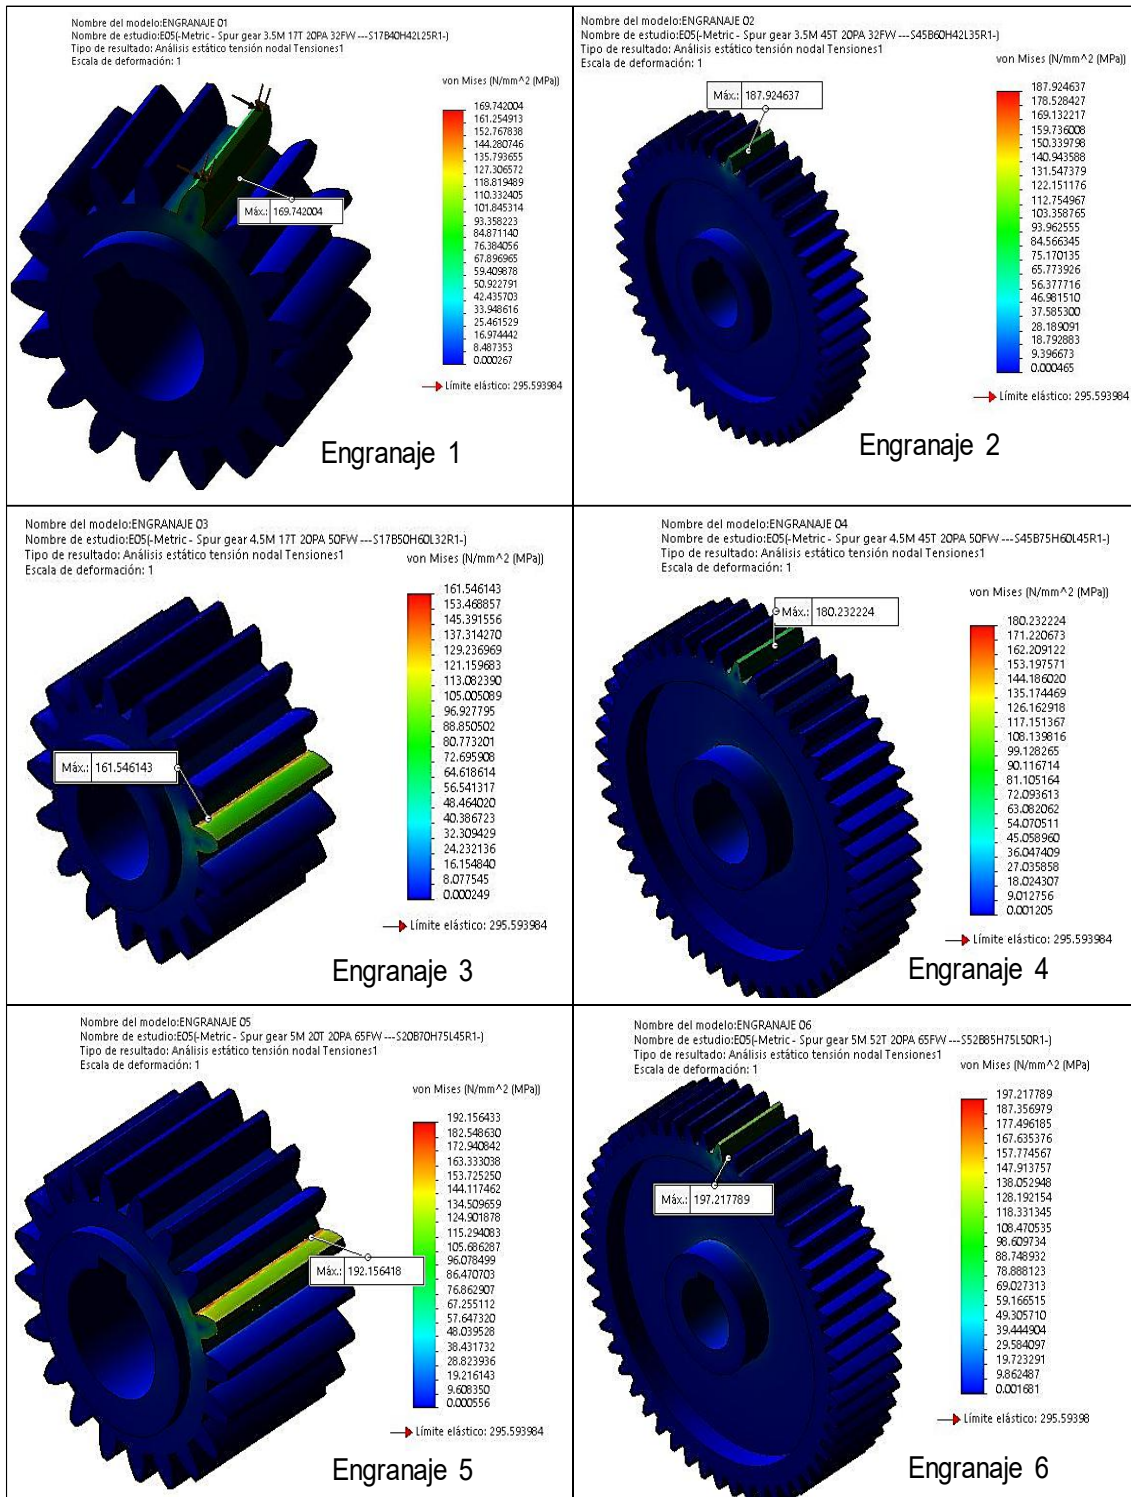 Nombre del modelo:ENGRANAJE 01
Nombre de estudio:E05(-Metric - Spur gear 3.5M 17T 20PA 32FW ---S17B40H42L25R1-)
Tipo de resultado: Análisis estático tensión nodal Tensiones1
Escala de deformación: 1
von Mises (N/mm^2 (MPa))
169.742004
161.254913
152.767838
144.280746
135.793655
127.306572
118.819489
110.332405
101.845314
93.358223
84.871140
76.384056
67.896965
59.409878
50.922791
42.435703
33.948616
25.461529
16.974442
8.487353
0.000267
Límite elástico: 295.593984
Máx.: 169.742004
Engranaje 1
Nombre del modelo:ENGRANAJE 02
Nombre de estudio:E05(-Metric - Spur gear 3.5M 45T 20PA 32FW ---S45B60H42L35R1-)
Tipo de resultado: Análisis estático tensión nodal Tensiones1
Escala de deformación: 1
von Mises (N/mm^2 (MPa))
187.924637
178.528427
169.132217
159.736008
150.339798
140.943588
131.547379
122.151176
112.754967
103.358765
93.962555
84.566345
75.170135
65.773926
56.377716
46.981510
37.585300
28.189091
18.792883
9.396673
0.000465
Límite elástico: 295.593984
Máx.: 187.924637
Engranaje 2
Nombre del modelo:ENGRANAJE 03
Nombre de estudio:E05(-Metric - Spur gear 4.5M 17T 20PA 50FW ---S17B50H60L32R1-)
Tipo de resultado: Análisis estático tensión nodal Tensiones1
Escala de deformación: 1
von Mises (N/mm^2 (MPa))
161.546143
153.468857
145.391556
137.314270
129.236969
121.159683
113.082390
105.005089
96.927795
88.850502
80.773201
72.695908
64.618614
56.541317
48.464020
40.386723
32.309429
24.232136
16.154840
8.077545
0.000249
Límite elástico: 295.593984
Máx.: 161.546143
Engranaje 3
Nombre del modelo:ENGRANAJE 04
Nombre de estudio:E05(-Metric - Spur gear 4.5M 45T 20PA 50FW ---S45B75H60L45R1-)
Tipo de resultado: Análisis estático tensión nodal Tensiones1
Escala de deformación: 1
von Mises (N/mm^2 (MPa))
180.232224
171.220673
162.209122
153.197571
144.186020
135.174469
126.162918
117.151367
108.139816
99.128265
90.116714
81.105164
72.093613
63.082062
54.070511
45.058960
36.047409
27.035858
18.024307
9.012756
0.001205
Límite elástico: 295.593984
Máx.: 180.232224
Engranaje 4
Nombre del modelo:ENGRANAJE 05
Nombre de estudio:E05(-Metric - Spur gear 5M 20T 20PA 65FW ---S20B70H75L45R1-)
Tipo de resultado: Análisis estático tensión nodal Tensiones1
Escala de deformación: 1
von Mises (N/mm^2 (MPa))
192.156433
182.548630
172.940842
163.333038
153.725250
144.117462
134.509659
124.901878
115.294083
105.686287
96.078499
86.470703
76.862907
67.255112
57.647320
48.039528
38.431732
28.823936
19.216143
9.608350
0.000556
Límite elástico: 295.593984
Máx.: 192.156418
Engranaje 5
Nombre del modelo:ENGRANAJE 06
Nombre de estudio:E05(-Metric - Spur gear 5M 52T 20PA 65FW ---S52B85H75L50R1-)
Tipo de resultado: Análisis estático tensión nodal Tensiones1
Escala de deformación: 1
von Mises (N/mm^2 (MPa)
197.217789
187.356979
177.496185
167.635376
157.774567
147.913757
138.052948
128.192154
118.331345
108.470535
98.609734
88.748932
78.888123
69.027313
59.166515
49.305710
39.444904
29.584097
19.723291
9.862487
0.001681
Límite elástico: 295.59398
Máx.: 197.217789
Engranaje 6